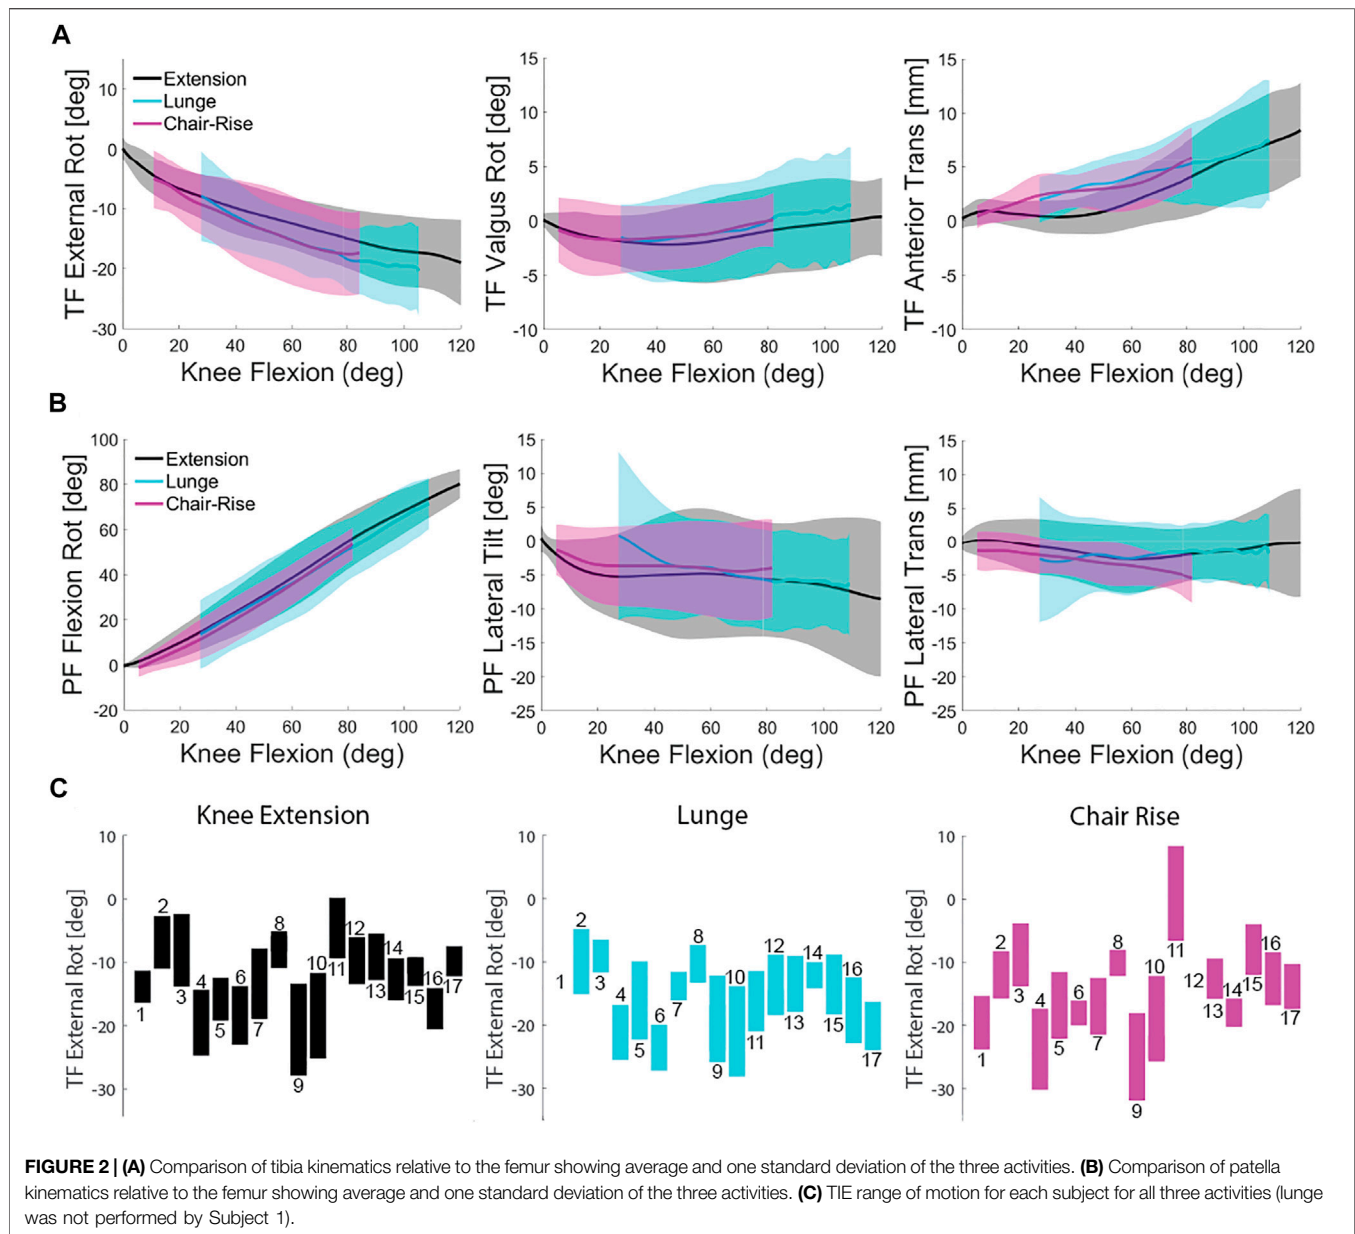 A
Extension
Lunge
Chair-Rise
TF External Rot [deg]
10
0
-10
-20
-30
0 20 40 60 80 100 120
Knee Flexion (deg)
TF Valgus Rot [deg]
15
10
5
0
-5
-10
0 20 40 60 80 100 120
Knee Flexion (deg)
TF Anterior Trans [mm]
15
10
5
0
-5
-10
0 20 40 60 80 100 120
Knee Flexion (deg)
B
Extension
Lunge
Chair-Rise
PF Flexion Rot [deg]
100
80
60
40
20
0
-20
0 20 40 60 80 100 120
Knee Flexion (deg)
PF Lateral Tilt [deg]
15
10
5
0
-5
-10
-15
-20
-25
0 20 40 60 80 100 120
Knee Flexion (deg)
PF Lateral Trans [mm]
15
10
5
0
-5
-10
-15
-20
-25
0 20 40 60 80 100 120
Knee Flexion (deg)
C
Knee Extension
TF External Rot [deg]
10
0
-10
-20
-30
1 2 3 4 5 6 7 8 9 10 11 12 13 14 15 16 17
Lunge
TF External Rot [deg]
10
0
-10
-20
-30
1 2 3 4 5 6 7 8 9 10 11 12 13 14 15 16 17
Chair Rise
TF External Rot [deg]
10
0
-10
-20
-30
1 2 3 4 5 6 7 8 9 10 11 12 13 14 15 16 17
FIGURE 2 | (A) Comparison of tibia kinematics relative to the femur showing average and one standard deviation of the three activities. (B) Comparison of patella
kinematics relative to the femur showing average and one standard deviation of the three activities. (C) TIE range of motion for each subject for all three activities (lunge
was not performed by Subject 1).